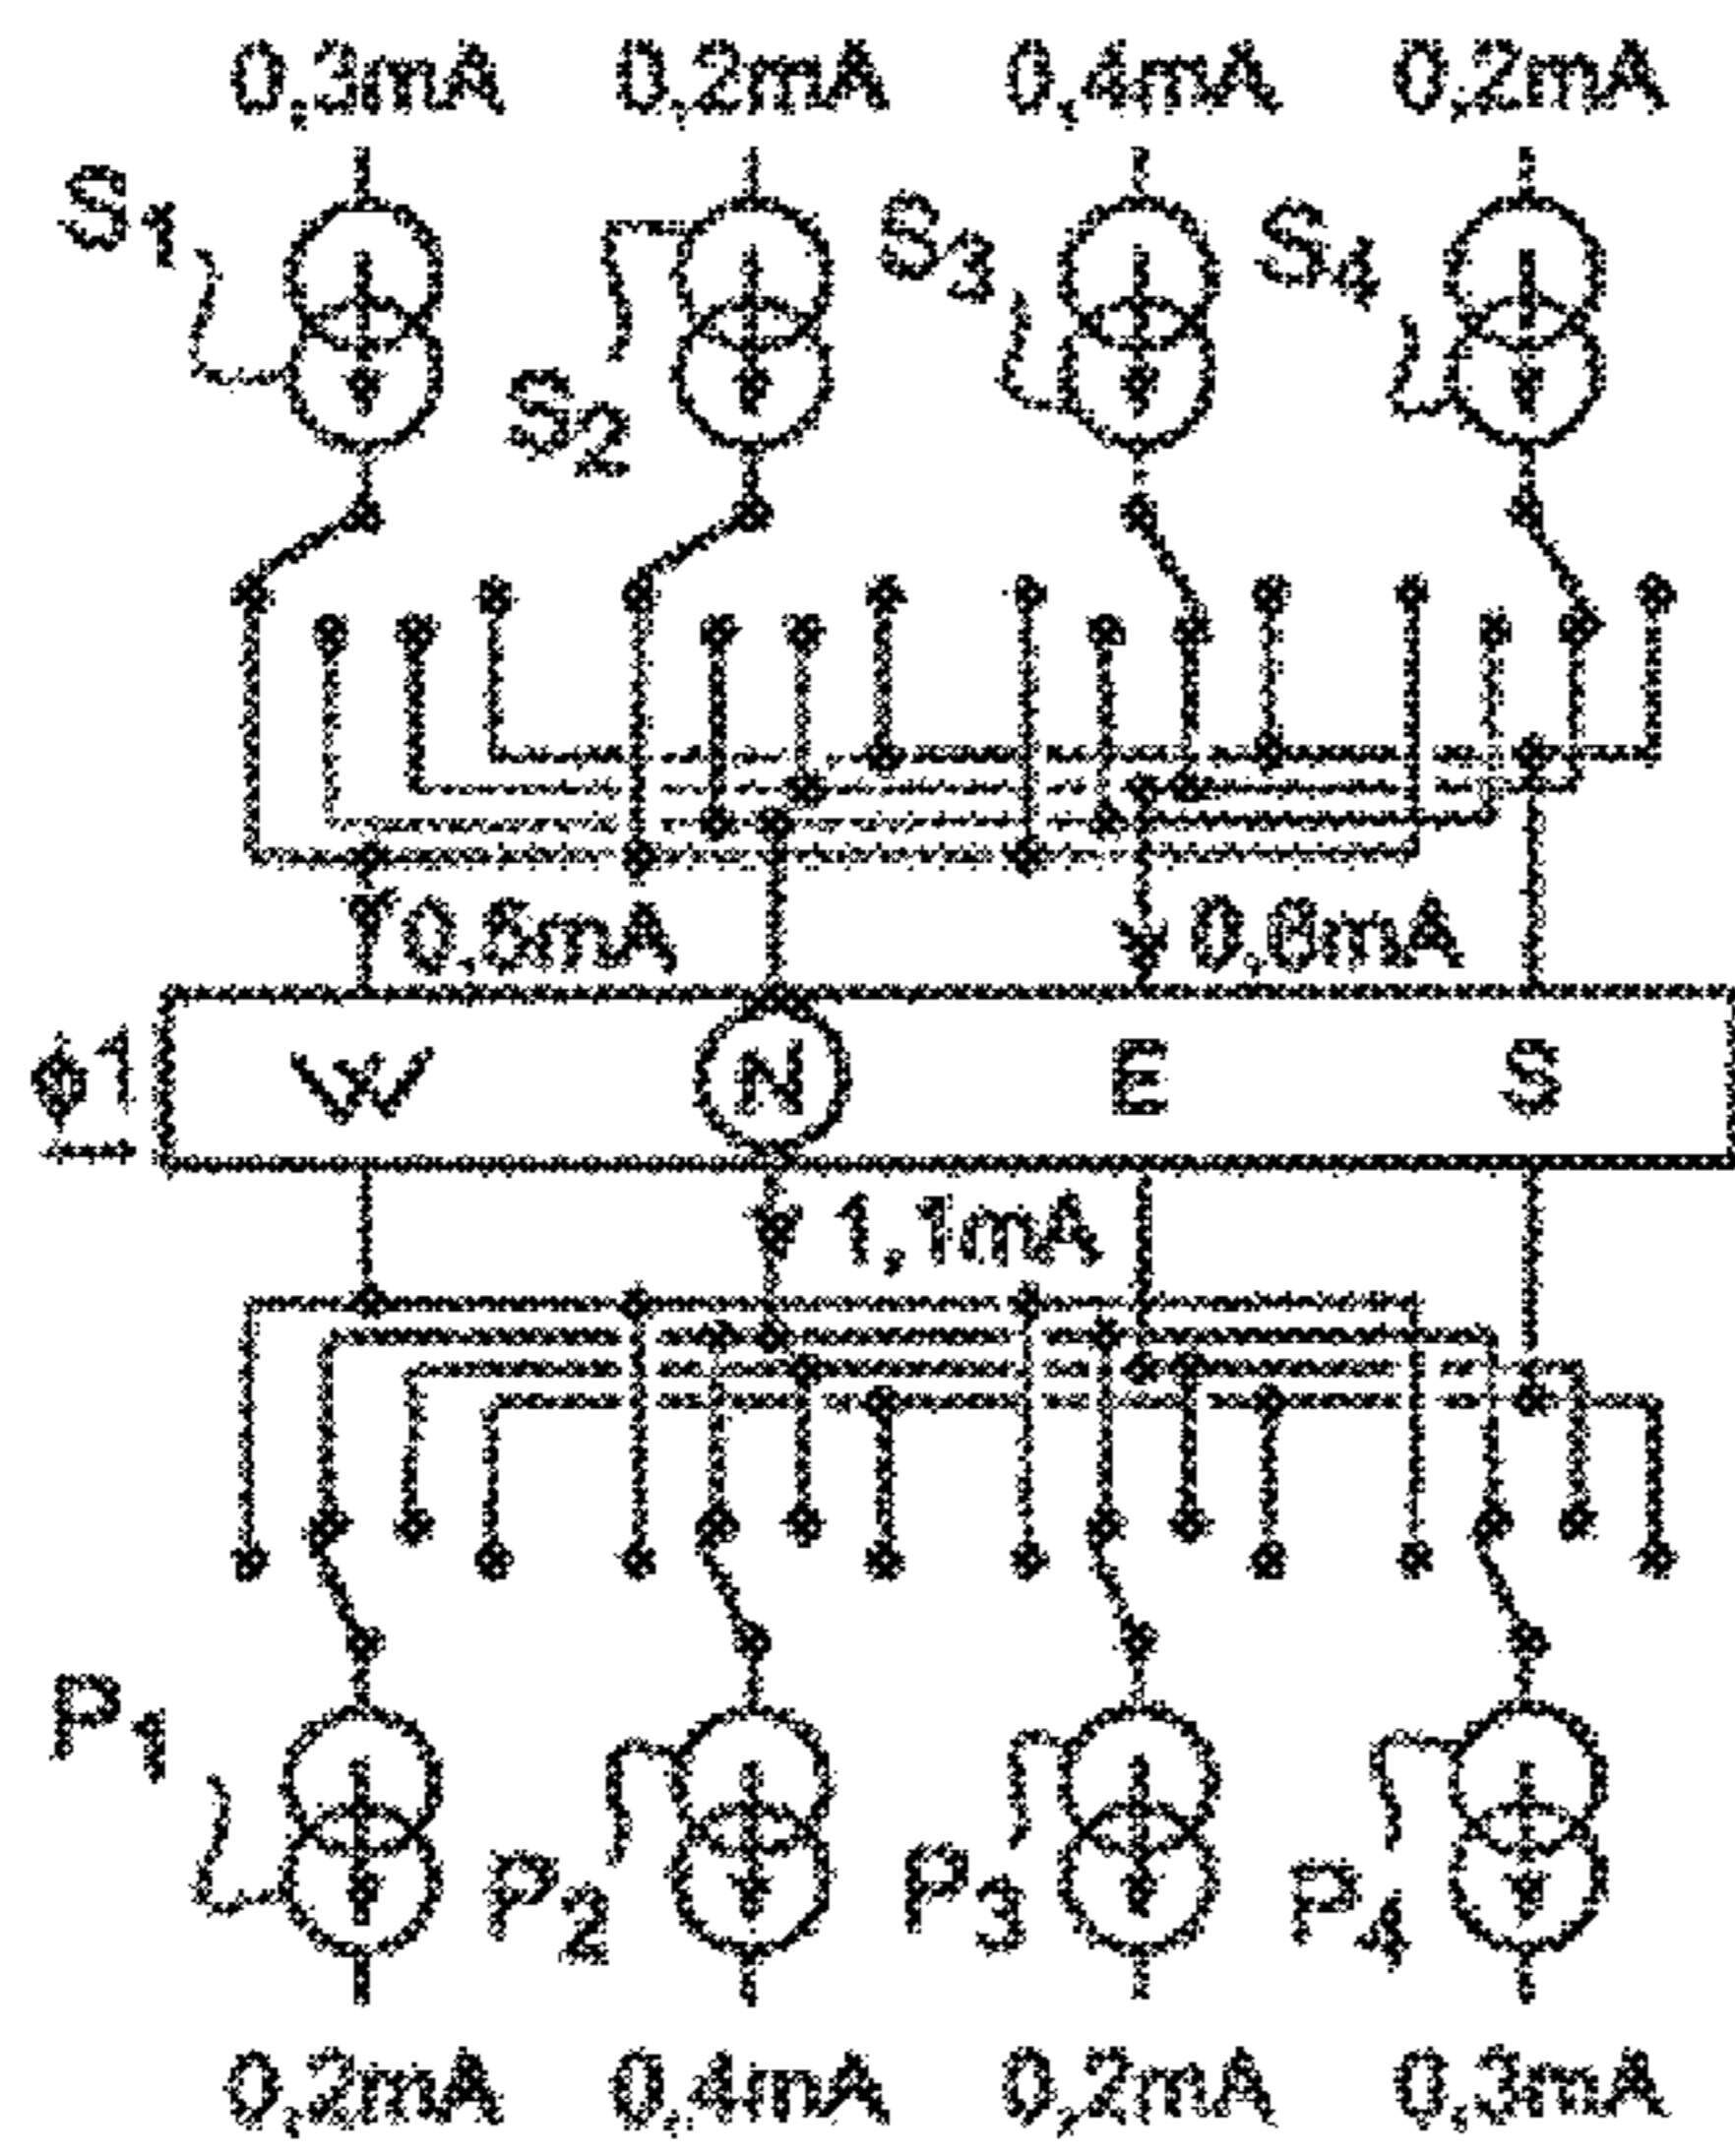 0,3mA 0,2mA 0,4mA 0,2mA
S1 S2 S3 S4
0,5mA 0,6mA
ϕ1 W N E S
1,1mA
P1 P2 P3 P4
0,2mA 0,4mA 0,2mA 0,3mA